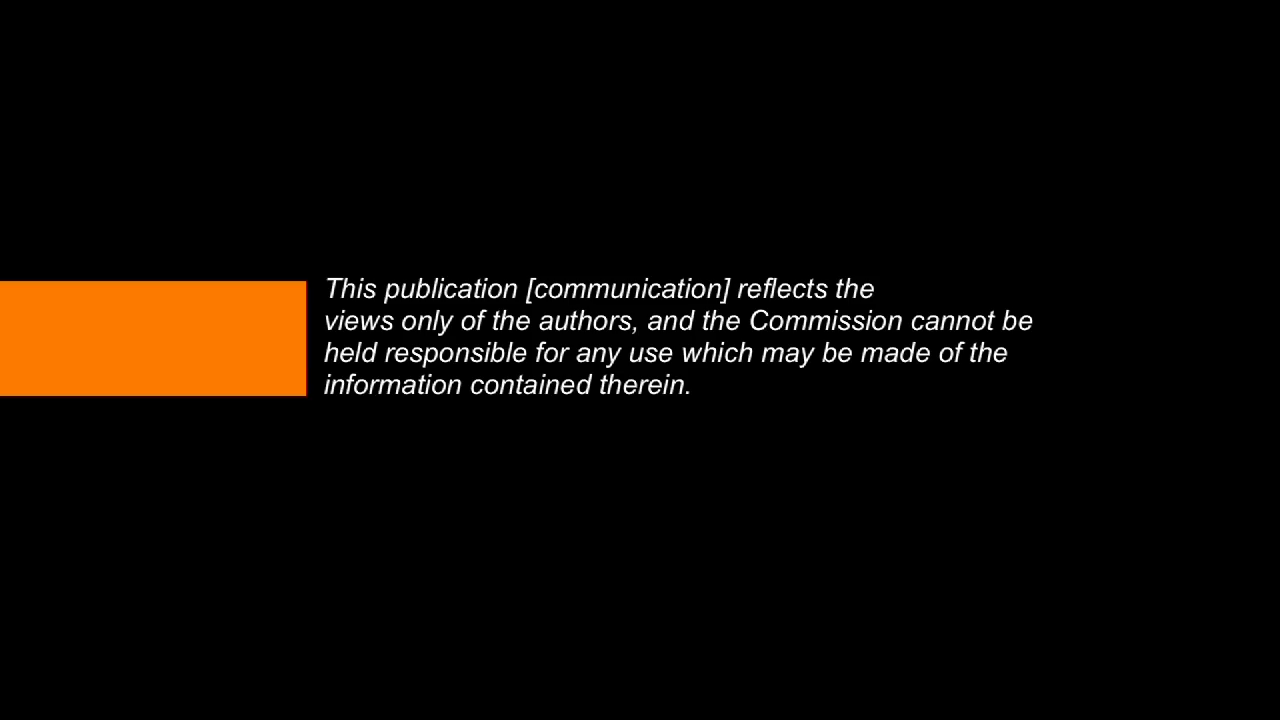 This publication [communication] reflects the
views only of the authors, and the Commission cannot be
held responsible for any use which may be made of the
information contained therein.